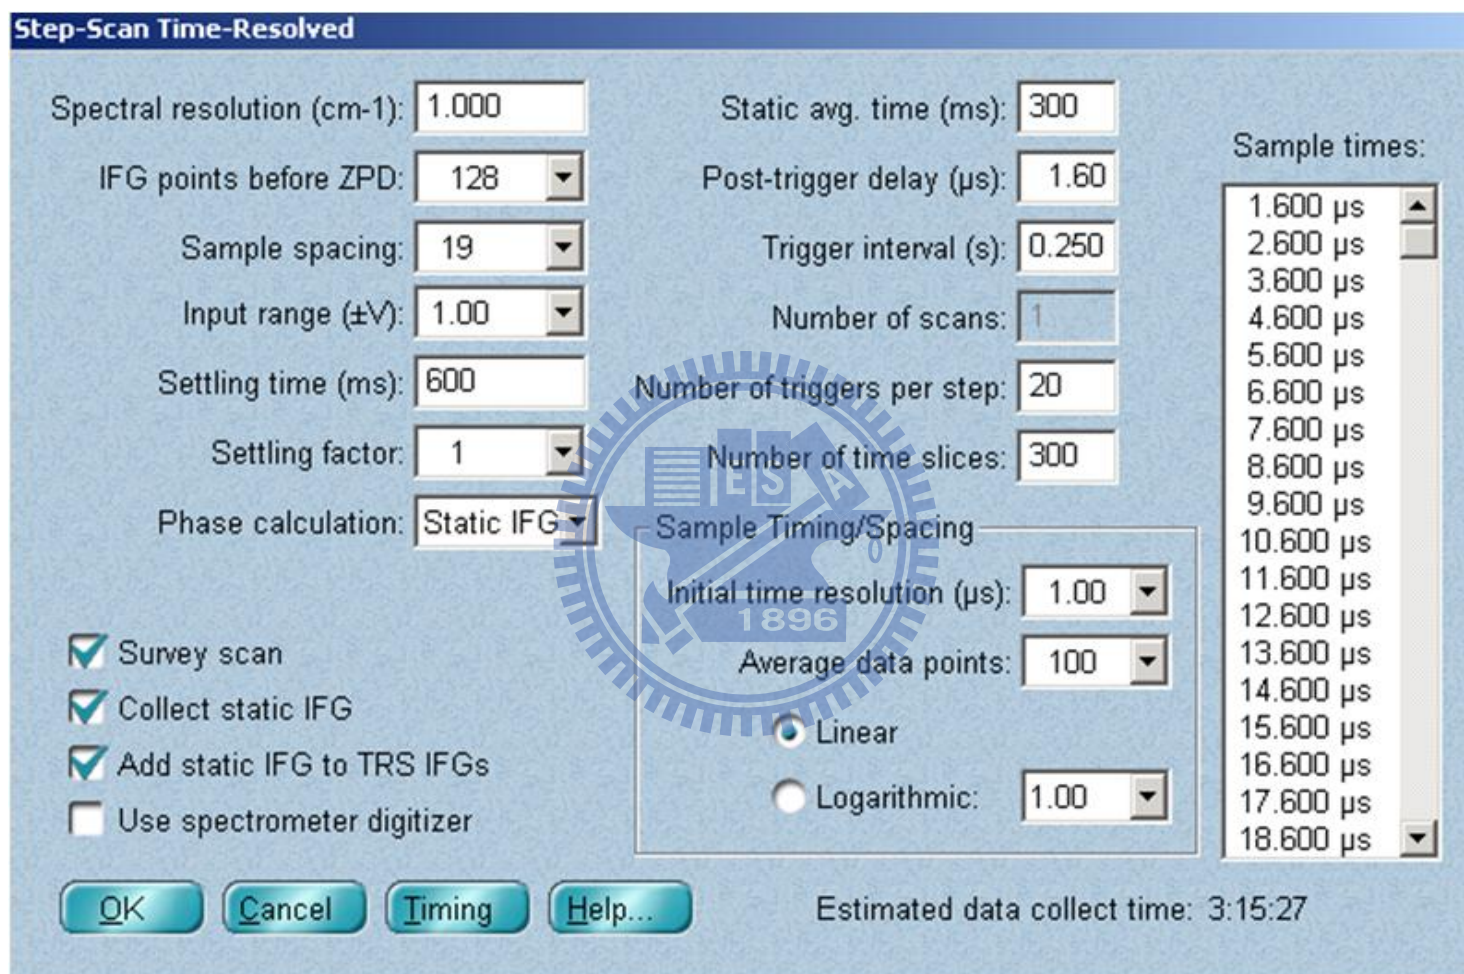 Step-Scan Time-Resolved
Spectral resolution (cm-1): 1.000
IFG points before ZPD: 128
Sample spacing: 19
Input range (±V): 1.00
Settling time (ms): 600
Settling factor: 1
Phase calculation: Static IFG
Survey scan
Collect static IFG
Add static IFG to TRS IFGs
Use spectrometer digitizer
Static avg. time (ms): 300
Post-trigger delay (µs): 1.60
Trigger interval (s): 0.250
Number of scans: 1
Number of triggers per step: 20
Number of time slices: 300
Sample Timing/Spacing
Initial time resolution (µs): 1.00
Average data points: 100
Linear
Logarithmic: 1.00
Sample times:
1.600 µs
2.600 µs
3.600 µs
4.600 µs
5.600 µs
6.600 µs
7.600 µs
8.600 µs
9.600 µs
10.600 µs
11.600 µs
12.600 µs
13.600 µs
14.600 µs
15.600 µs
16.600 µs
17.600 µs
18.600 µs
OK
Cancel
Timing
Help...
Estimated data collect time: 3:15:27
ESA
1896